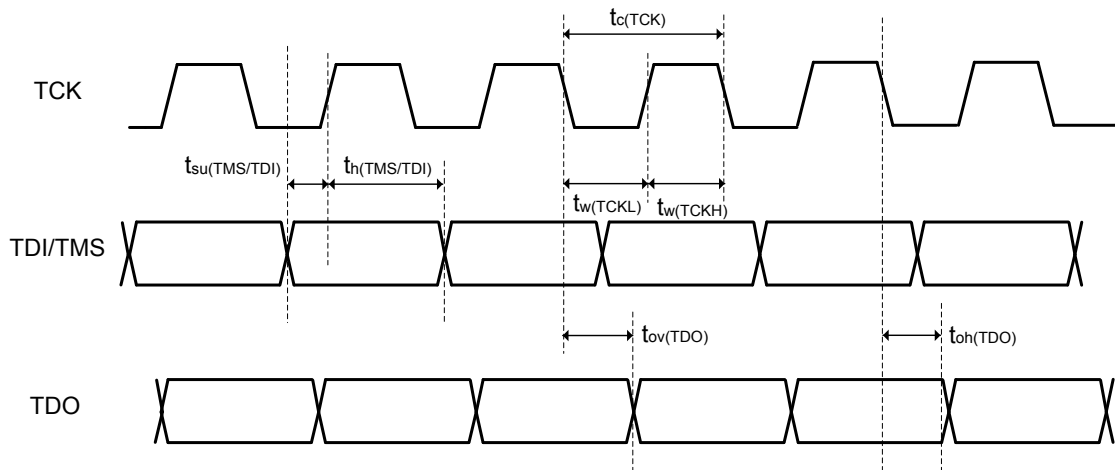 tc(TCK)
TCK
tsu(TMS/TDI)
th(TMS/TDI)
tw(TCKL)
tw(TCKH)
TDI/TMS
tov(TDO)
toh(TDO)
TDO